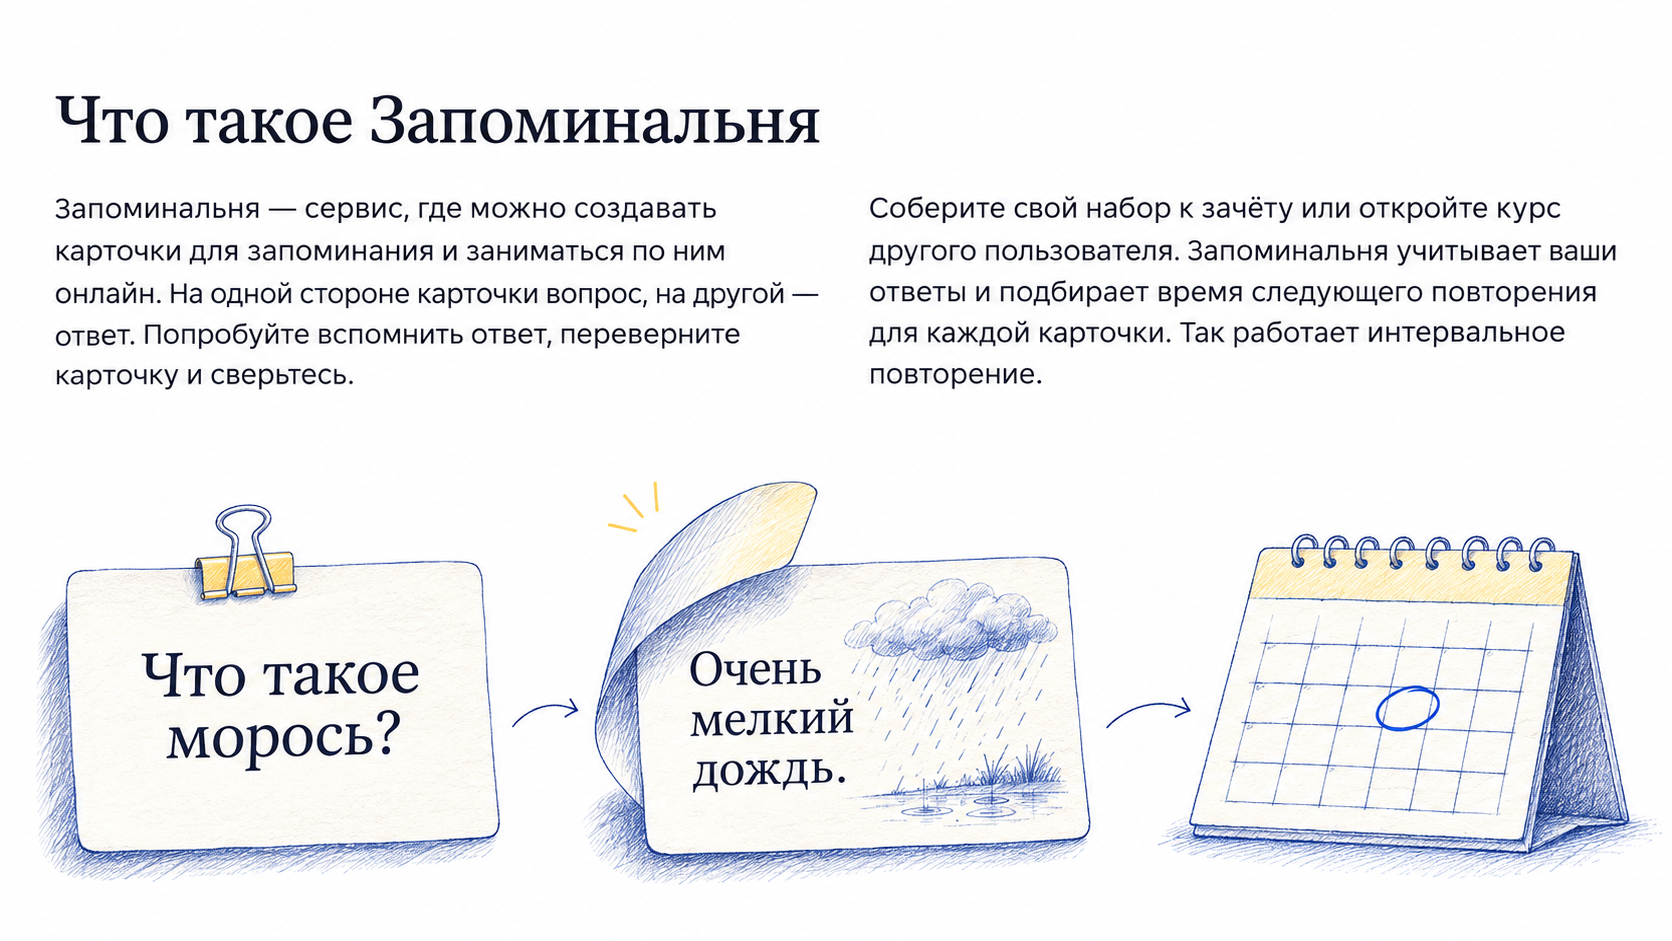 Что такое Запоминальня
Запоминальня — сервис, где можно создавать
карточки для запоминания и заниматься по ним
онлайн. На одной стороне карточки вопрос, на другой —
ответ. Попробуйте вспомнить ответ, переверните
карточку и сверьтесь.
Соберите свой набор к зачёту или откройте курс
другого пользователя. Запоминальня учитывает ваши
ответы и подбирает время следующего повторения
для каждой карточки. Так работает интервальное
повторение.
Что такое
морось?
Очень
мелкий
дождь.